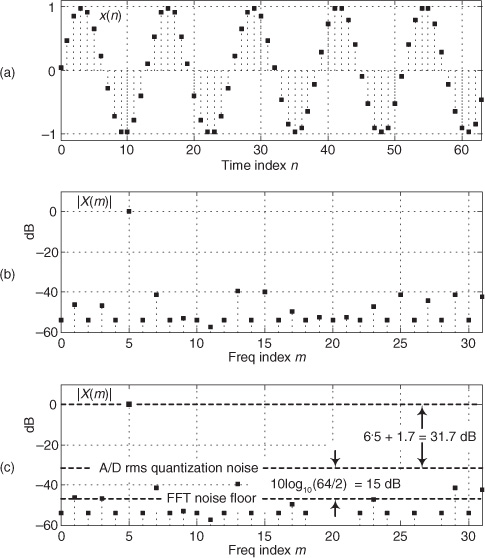 x(n)
1
0
−1
(a)
0 10 20 30 40 50 60
Time index n
|X(m)|
0
−20
−40
−60
dB
(b)
0 5 10 15 20 25 30
Freq index m
|X(m)|
0
−20
−40
−60
dB
(c)
6·5 + 1.7 = 31.7 dB
A/D rms quantization noise
10log10(64/2) = 15 dB
FFT noise floor
0 5 10 15 20 25 30
Freq index m